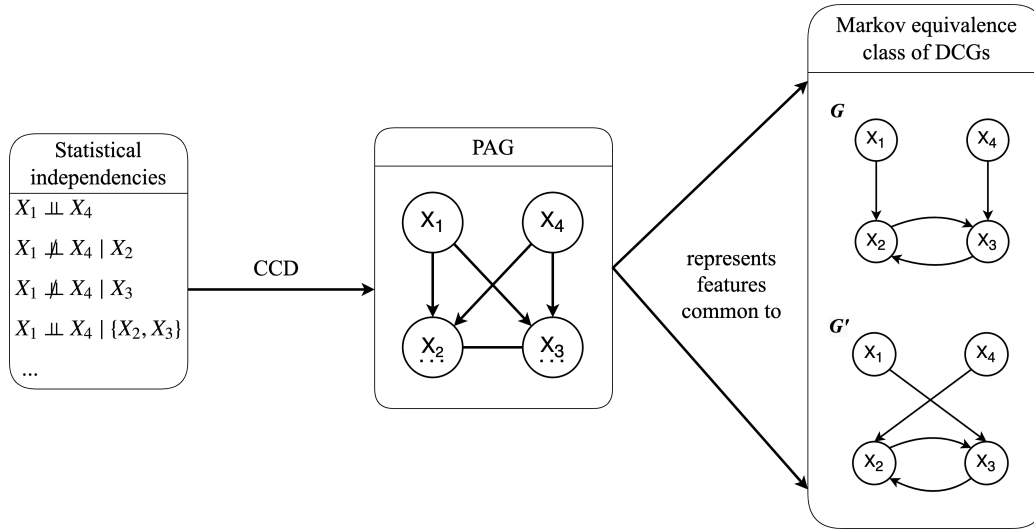 Statistical
independencies
X₁ ⫫ X₄
X₁ ⫫̸ X₄ | X₂
X₁ ⫫̸ X₄ | X₃
X₁ ⫫ X₄ | {X₂, X₃}
...
CCD
PAG
X₁ X₄
X₂ X₃
... ...
represents
features
common to
Markov equivalence
class of DCGs
G
X₁ X₄
X₂ X₃
G′
X₁ X₄
X₂ X₃